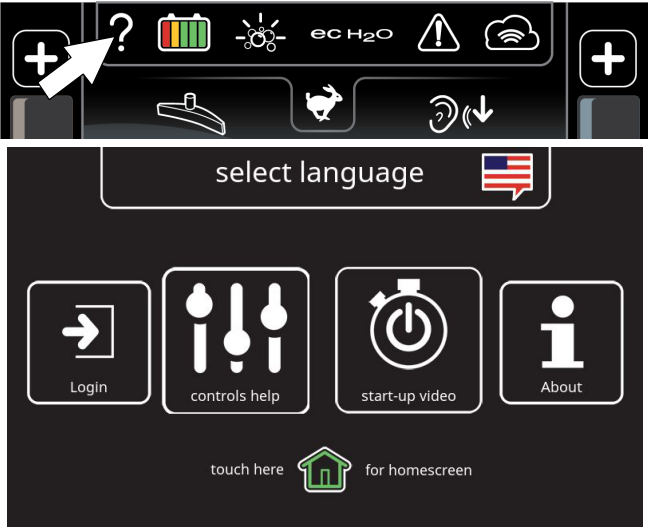 ?
ec H2O
select language
Login
controls help
start-up video
About
touch here
for homescreen